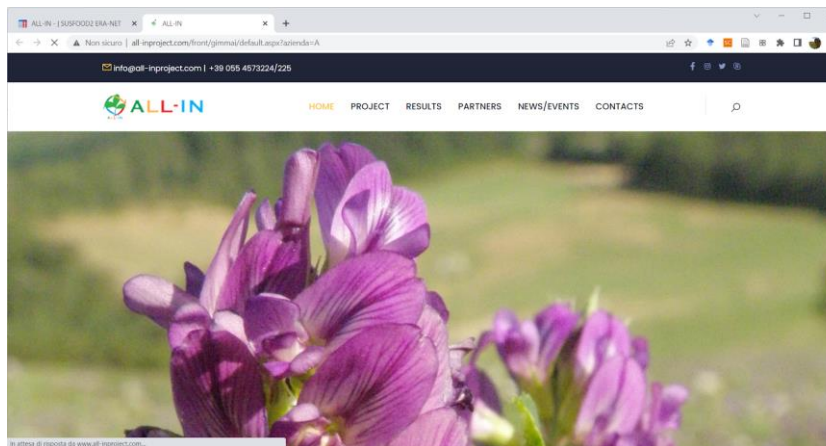 ALL-IN - | SUSFOOD2 ERA-NET
ALL-IN
Non sicuro | all-inproject.com/front/gimmai/default.aspx?azienda=A
info@all-inproject.com | +39 055 4573224/225
ALL-IN
HOME PROJECT RESULTS PARTNERS NEWS/EVENTS CONTACTS
In attesa di risposta da www.all-inproject.com...